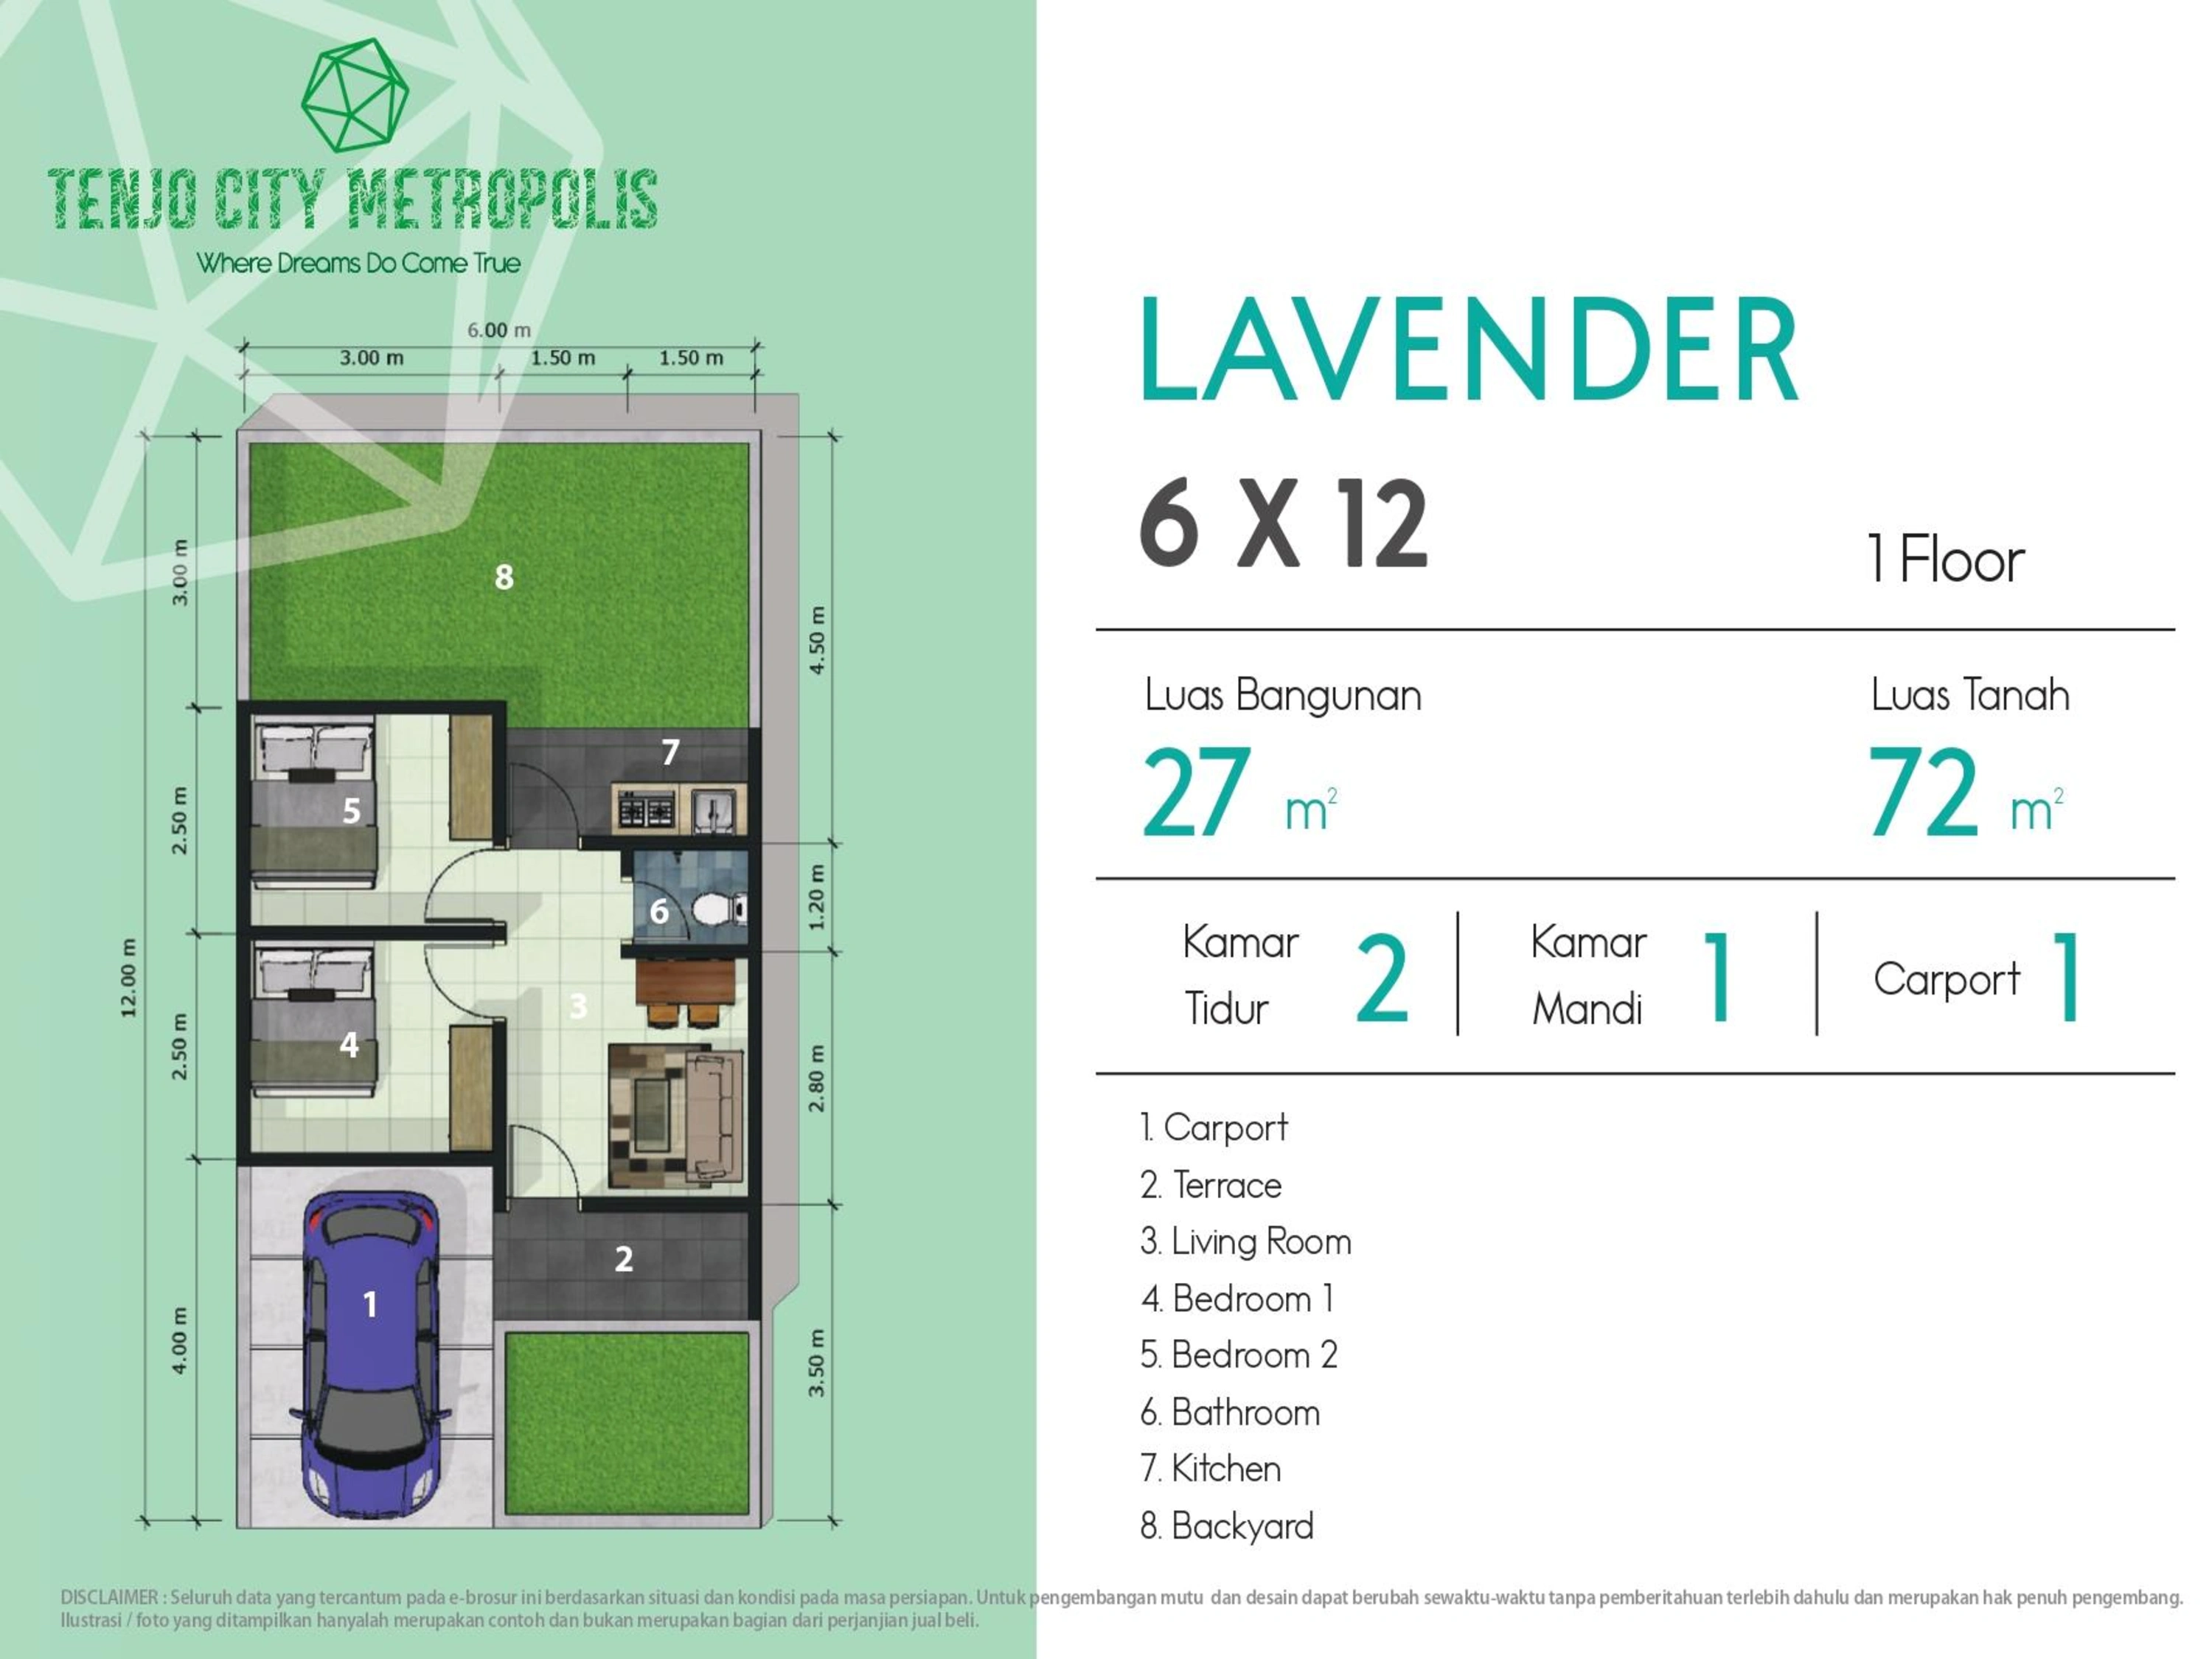 TENJO CITY METROPOLIS
Where Dreams Do Come True
6.00 m
3.00 m
1.50 m
1.50 m
3.00 m
2.50 m
2.50 m
4.00 m
12.00 m
4.50 m
1.20 m
2.80 m
3.50 m
8
7
5
6
4
3
2
1
LAVENDER
6 X 12
1 Floor
Luas Bangunan
27 m²
Luas Tanah
72 m²
Kamar
Tidur
2
Kamar
Mandi
1
Carport 1
1. Carport
2. Terrace
3. Living Room
4. Bedroom 1
5. Bedroom 2
6. Bathroom
7. Kitchen
8. Backyard
DISCLAIMER : Seluruh data yang tercantum pada e-brosur ini berdasarkan situasi dan kondisi pada masa persiapan. Untuk pengembangan mutu dan desain dapat berubah sewaktu-waktu tanpa pemberitahuan terlebih dahulu dan merupakan hak penuh pengembang.
Ilustrasi / foto yang ditampilkan hanyalah merupakan contoh dan bukan merupakan bagian dari perjanjian jual beli.